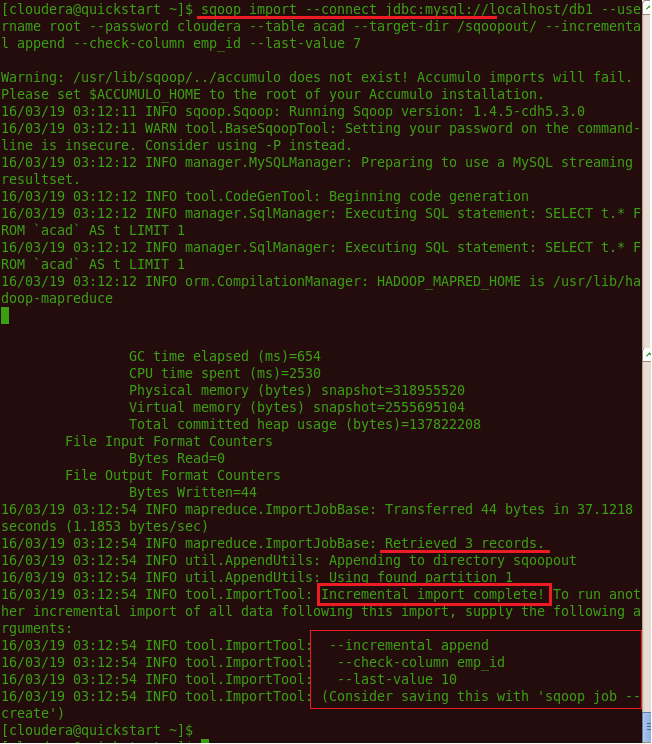 [cloudera@quickstart ~]$ sqoop import --connect jdbc:mysql://localhost/db1 --use
rname root --password cloudera --table acad --target-dir /sqoopout/ --incrementa
l append --check-column emp_id --last-value 7
Warning: /usr/lib/sqoop/../accumulo does not exist! Accumulo imports will fail.
Please set $ACCUMULO_HOME to the root of your Accumulo installation.
16/03/19 03:12:11 INFO sqoop.Sqoop: Running Sqoop version: 1.4.5-cdh5.3.0
16/03/19 03:12:11 WARN tool.BaseSqoopTool: Setting your password on the command-
line is insecure. Consider using -P instead.
16/03/19 03:12:12 INFO manager.MySQLManager: Preparing to use a MySQL streaming
resultset.
16/03/19 03:12:12 INFO tool.CodeGenTool: Beginning code generation
16/03/19 03:12:12 INFO manager.SqlManager: Executing SQL statement: SELECT t.* F
ROM `acad` AS t LIMIT 1
16/03/19 03:12:12 INFO manager.SqlManager: Executing SQL statement: SELECT t.* F
ROM `acad` AS t LIMIT 1
16/03/19 03:12:12 INFO orm.CompilationManager: HADOOP_MAPRED_HOME is /usr/lib/ha
doop-mapreduce
GC time elapsed (ms)=654
CPU time spent (ms)=2530
Physical memory (bytes) snapshot=318955520
Virtual memory (bytes) snapshot=2555695104
Total committed heap usage (bytes)=137822208
File Input Format Counters
Bytes Read=0
File Output Format Counters
Bytes Written=44
16/03/19 03:12:54 INFO mapreduce.ImportJobBase: Transferred 44 bytes in 37.1218
seconds (1.1853 bytes/sec)
16/03/19 03:12:54 INFO mapreduce.ImportJobBase: Retrieved 3 records.
16/03/19 03:12:54 INFO util.AppendUtils: Appending to directory sqoopout
16/03/19 03:12:54 INFO util.AppendUtils: Using found partition 1
16/03/19 03:12:54 INFO tool.ImportTool: Incremental import complete! To run anot
her incremental import of all data following this import, supply the following a
rguments:
16/03/19 03:12:54 INFO tool.ImportTool:  --incremental append
16/03/19 03:12:54 INFO tool.ImportTool:   --check-column emp_id
16/03/19 03:12:54 INFO tool.ImportTool:   --last-value 10
16/03/19 03:12:54 INFO tool.ImportTool: (Consider saving this with 'sqoop job --
create')
[cloudera@quickstart ~]$